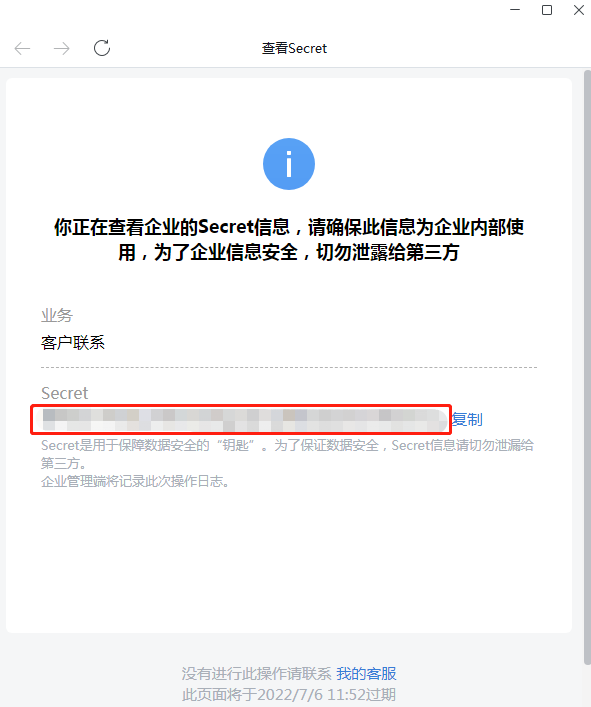 查看Secret
你正在查看企业的Secret信息，请确保此信息为企业内部使
用，为了企业信息安全，切勿泄露给第三方
业务
客户联系
Secret
复制
Secret是用于保障数据安全的“钥匙”。为了保证数据安全，Secret信息请切勿泄漏给
第三方。
企业管理端将记录此次操作日志。
没有进行此操作请联系 我的客服
此页面将于2022/7/6 11:52过期